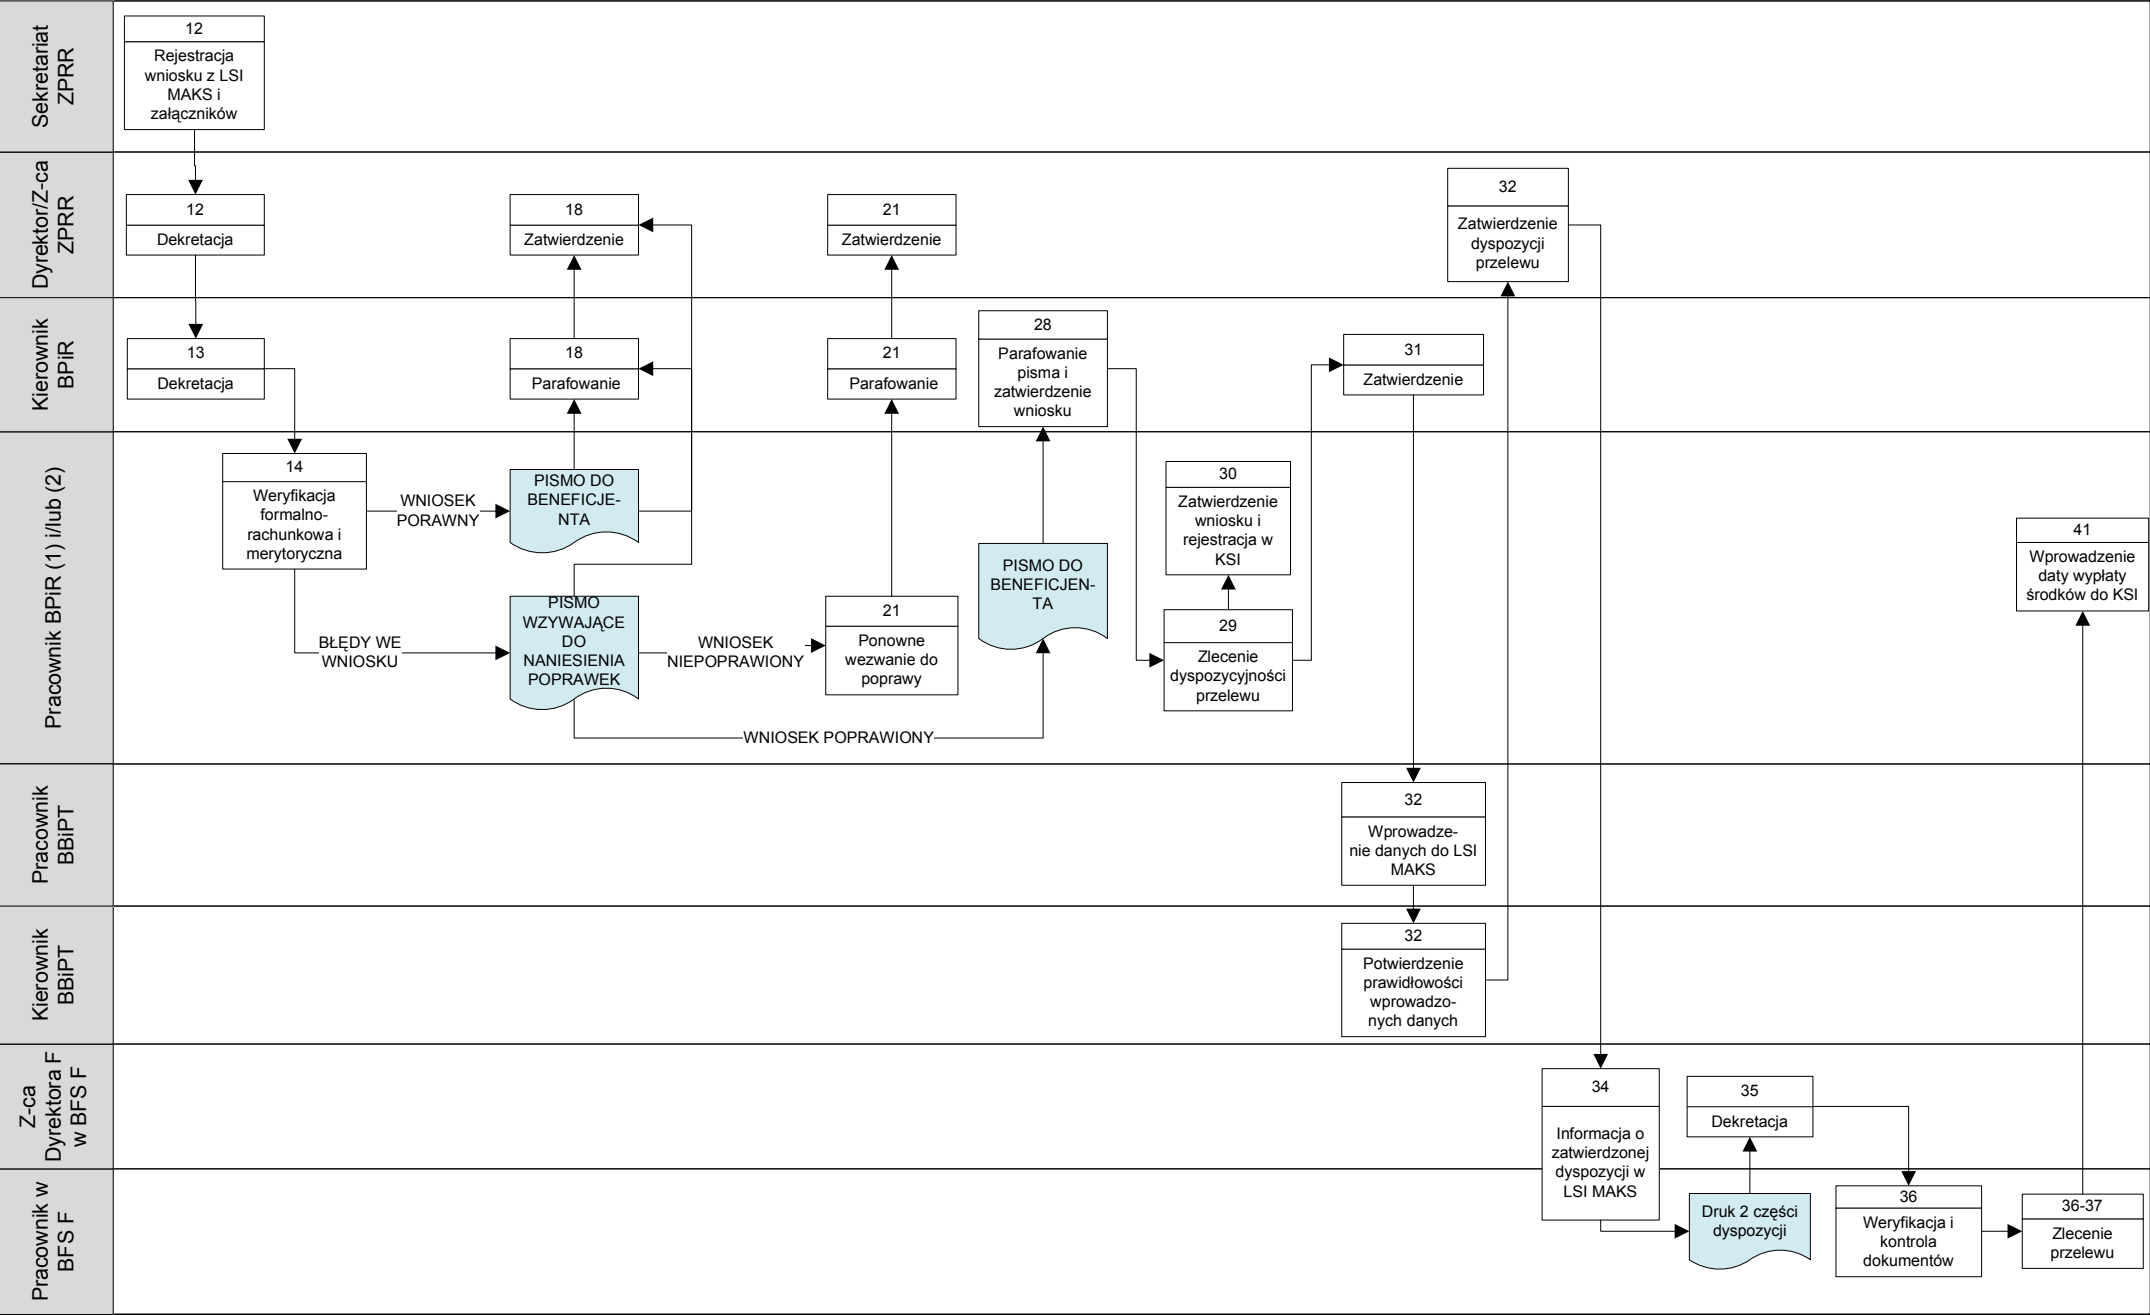 Sekretariat
ZPRR
12
Rejestracja
wniosku z LSI
MAKS i
załączników
Dyrektor/Z-ca
ZPRR
12
Dekretacja
18
Zatwierdzenie
21
Zatwierdzenie
32
Zatwierdzenie
dyspozycji
przelewu
Kierownik
BPiR
13
Dekretacja
18
Parafowanie
21
Parafowanie
28
Parafowanie
pisma i
zatwierdzenie
wniosku
31
Zatwierdzenie
Pracownik BPiR (1) i/lub (2)
14
Weryfikacja
formalno-
rachunkowa i
merytoryczna
WNIOSEK
PORAWNY
PISMO DO
BENEFICJE-
NTA
BŁĘDY WE
WNIOSKU
PISMO
WZYWAJĄCE
DO
NANIESIENIA
POPRAWEK
WNIOSEK
NIEPOPRAWIONY
21
Ponowne
wezwanie do
poprawy
WNIOSEK POPRAWIONY
PISMO DO
BENEFICJEN-
TA
30
Zatwierdzenie
wniosku i
rejestracja w
KSI
29
Zlecenie
dyspozycyjności
przelewu
41
Wprowadzenie
daty wypłaty
środków do KSI
Pracownik
BBiPT
32
Wprowadze-
nie danych do LSI
MAKS
Kierownik
BBiPT
32
Potwierdzenie
prawidłowości
wprowadzo-
nych danych
Z-ca
Dyrektora F
w BFS F
34
Informacja o
zatwierdzonej
dyspozycji w
LSI MAKS
35
Dekretacja
Pracownik w
BFS F
Druk 2 części
dyspozycji
36
Weryfikacja i
kontrola
dokumentów
36-37
Zlecenie
przelewu